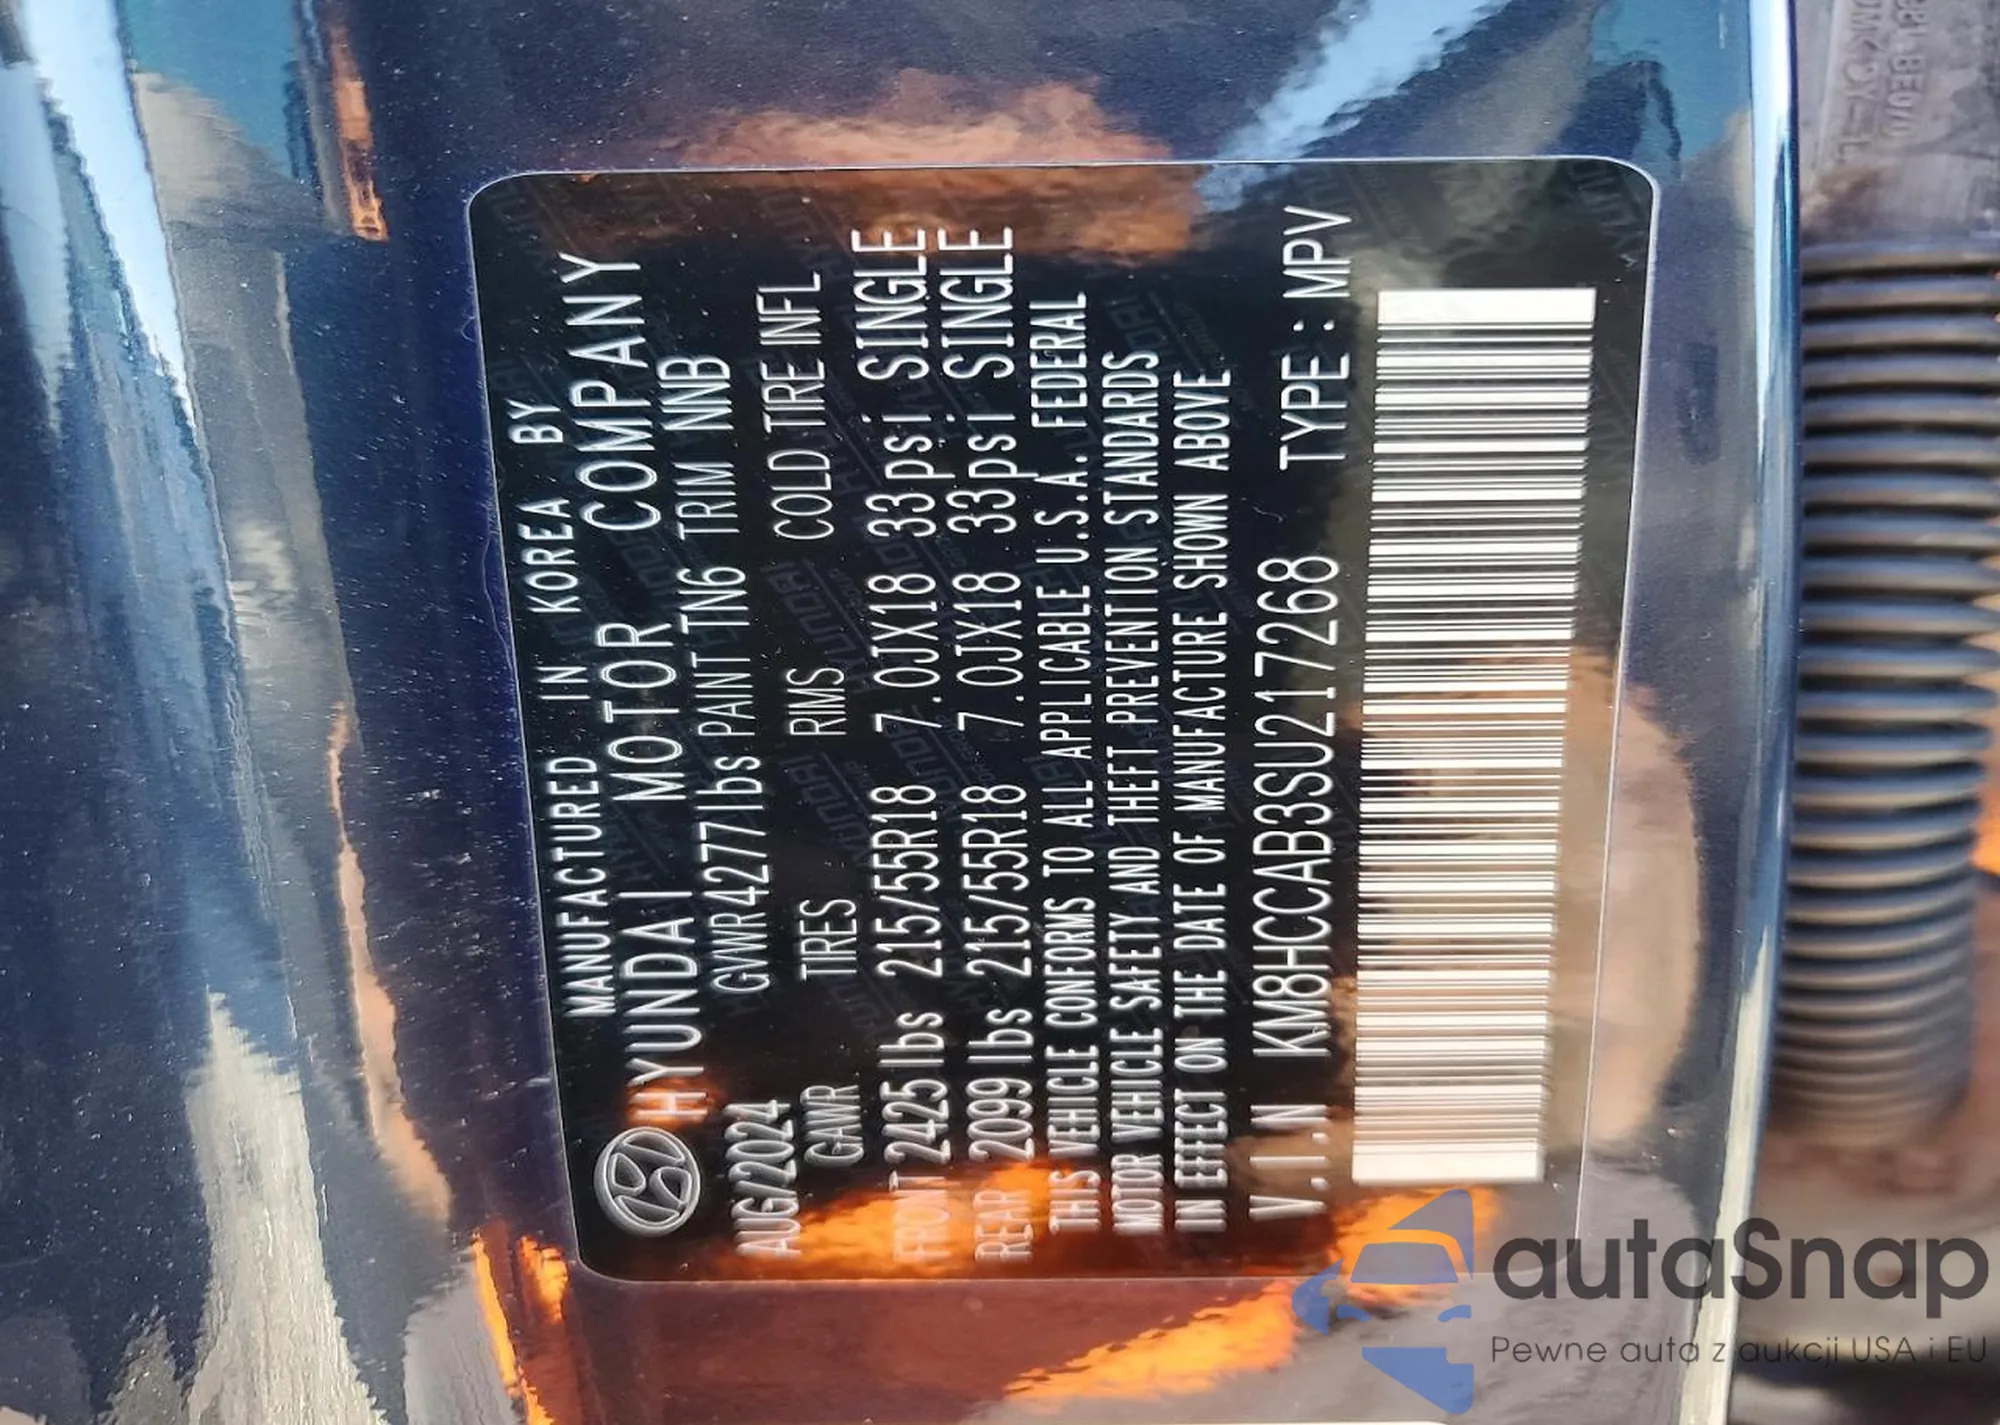 MANUFACTURED IN KOREA BY
HYUNDAI MOTOR COMPANY
AUG/2024 GVWR 4277lbs PAINT TN6 TRIM NNB
GAWR TIRES RIMS COLD TIRE INFL
FRONT 2425 lbs 215/55R18 7.0JX18 33psi SINGLE
REAR 2099 lbs 215/55R18 7.0JX18 33psi SINGLE
THIS VEHICLE CONFORMS TO ALL APPLICABLE U.S.A. FEDERAL
MOTOR VEHICLE SAFETY AND THEFT PREVENTION STANDARDS
IN EFFECT ON THE DATE OF MANUFACTURE SHOWN ABOVE
V.I.N KM8HCCAB3SU217268 TYPE : MPV
autaSnap
Pewne auta z aukcji USA i EU